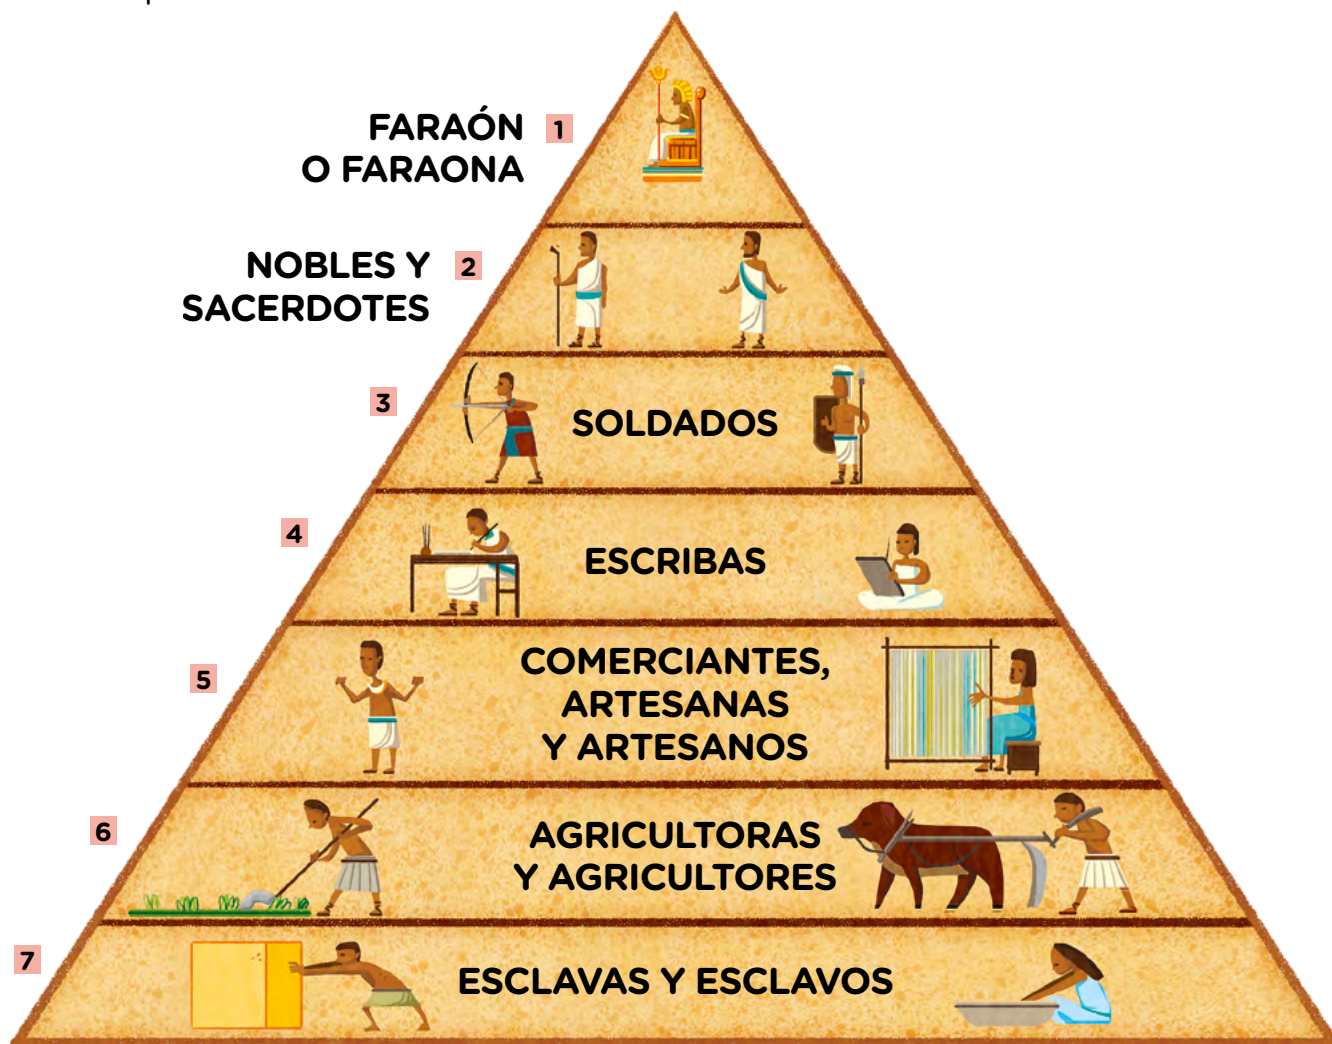 FARAÓN 1
O FARAONA
NOBLES Y 2
SACERDOTES
3
SOLDADOS
4
ESCRIBAS
5
COMERCIANTES,
ARTESANAS
Y ARTESANOS
6
AGRICULTORAS
Y AGRICULTORES
7
ESCLAVAS Y ESCLAVOS